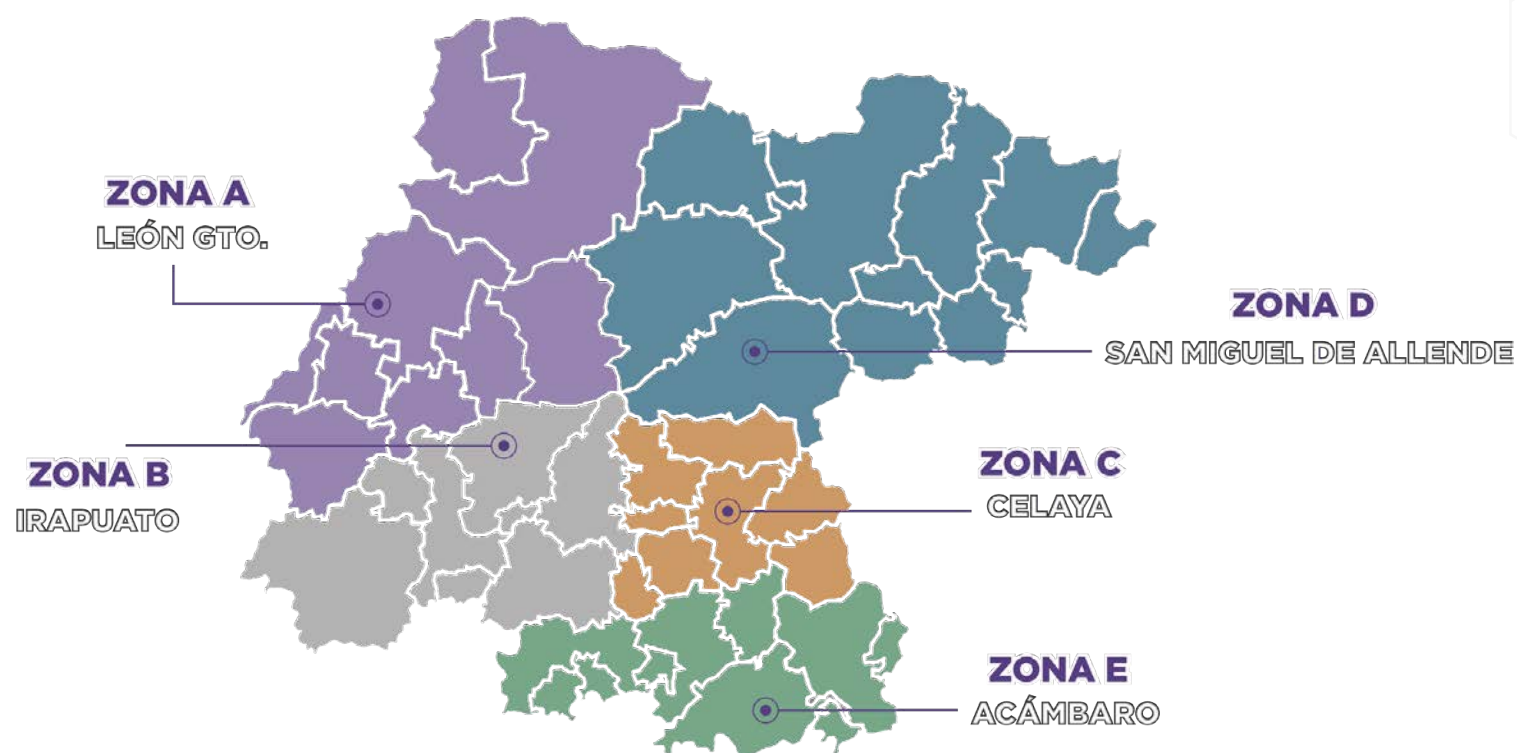 ZONA A
LEÓN GTO.
ZONA D
SAN MIGUEL DE ALLENDE
ZONA B
IRAPUATO
ZONA C
CELAYA
ZONA E
ACÁMBARO